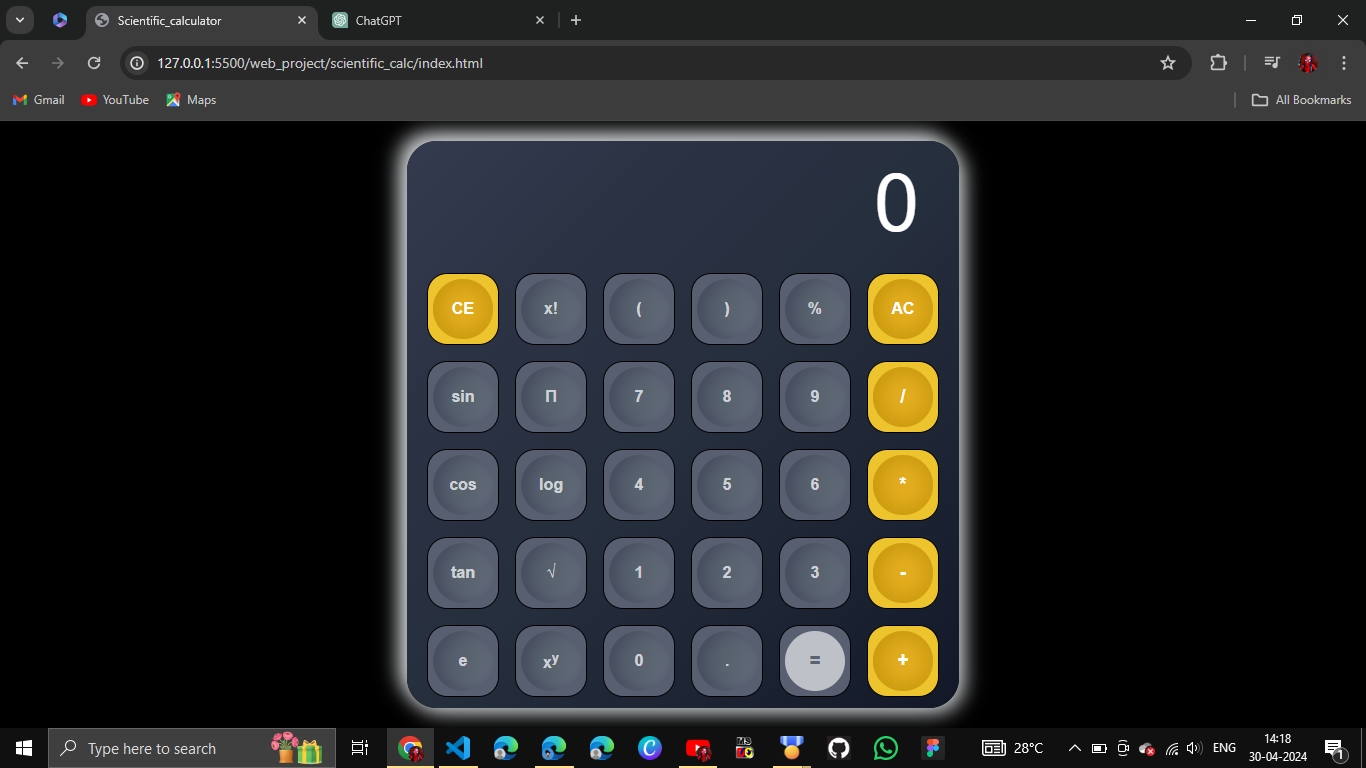 Scientific_calculator
ChatGPT
127.0.0.1:5500/web_project/scientific_calc/index.html
Gmail YouTube Maps All Bookmarks
0
CE x! ( ) % AC
sin Π 7 8 9 /
cos log 4 5 6 *
tan √ 1 2 3 -
e xʸ 0 . = +
Type here to search
28°C
ENG
14:18
30-04-2024
1